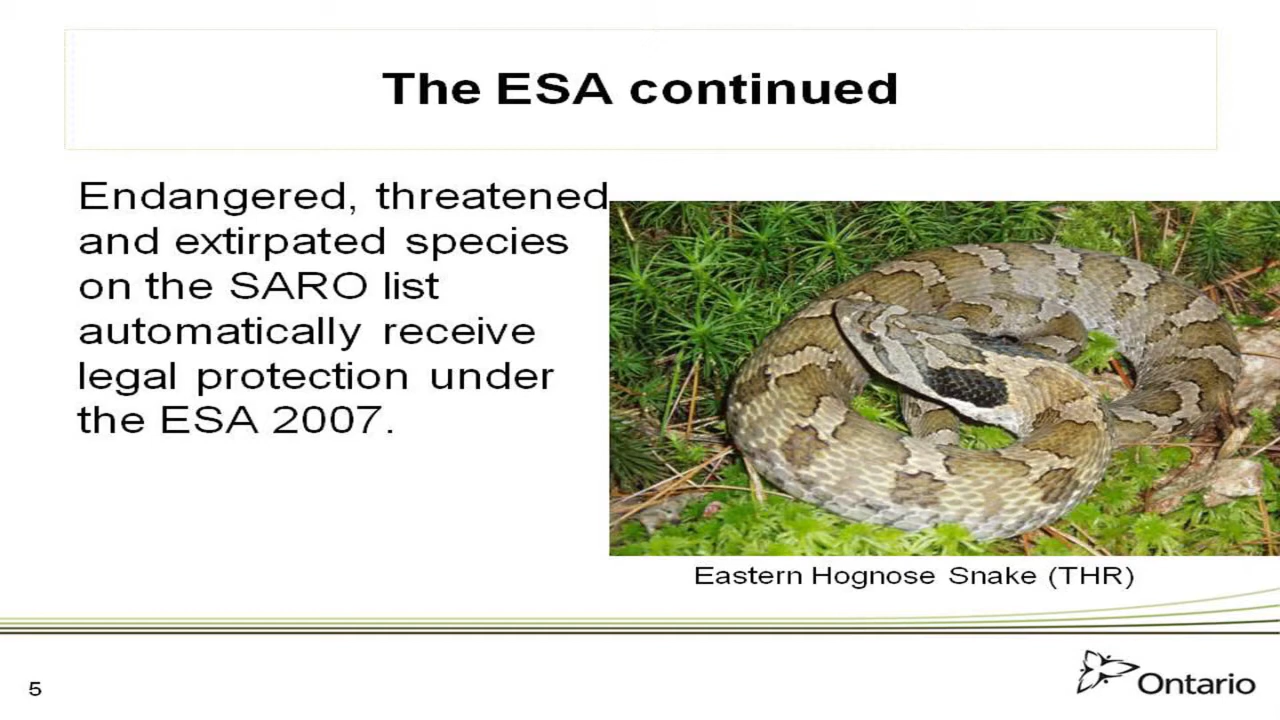 The ESA continued
Endangered, threatened
and extirpated species
on the SARO list
automatically receive
legal protection under
the ESA 2007.
Eastern Hognose Snake (THR)
5
Ontario